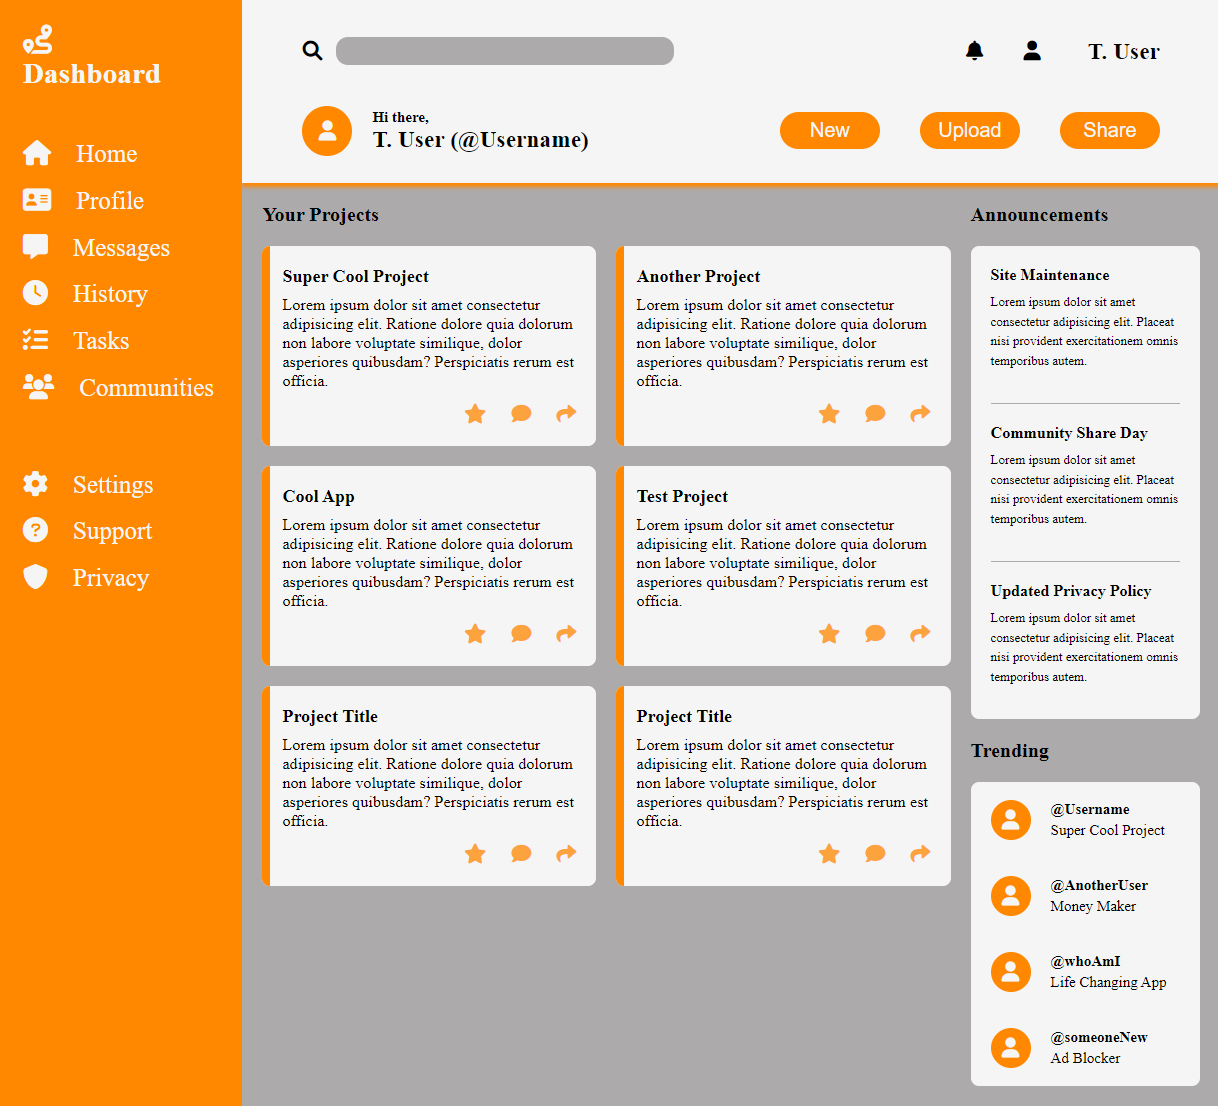 Dashboard
Home
Profile
Messages
History
Tasks
Communities
Settings
Support
Privacy
T. User
Hi there,
T. User (@Username)
New
Upload
Share
Your Projects
Super Cool Project
Lorem ipsum dolor sit amet consectetur
adipisicing elit. Ratione dolore quia dolorum
non labore voluptate similique, dolor
asperiores quibusdam? Perspiciatis rerum est
officia.
Another Project
Lorem ipsum dolor sit amet consectetur
adipisicing elit. Ratione dolore quia dolorum
non labore voluptate similique, dolor
asperiores quibusdam? Perspiciatis rerum est
officia.
Cool App
Lorem ipsum dolor sit amet consectetur
adipisicing elit. Ratione dolore quia dolorum
non labore voluptate similique, dolor
asperiores quibusdam? Perspiciatis rerum est
officia.
Test Project
Lorem ipsum dolor sit amet consectetur
adipisicing elit. Ratione dolore quia dolorum
non labore voluptate similique, dolor
asperiores quibusdam? Perspiciatis rerum est
officia.
Project Title
Lorem ipsum dolor sit amet consectetur
adipisicing elit. Ratione dolore quia dolorum
non labore voluptate similique, dolor
asperiores quibusdam? Perspiciatis rerum est
officia.
Project Title
Lorem ipsum dolor sit amet consectetur
adipisicing elit. Ratione dolore quia dolorum
non labore voluptate similique, dolor
asperiores quibusdam? Perspiciatis rerum est
officia.
Announcements
Site Maintenance
Lorem ipsum dolor sit amet
consectetur adipisicing elit. Placeat
nisi provident exercitationem omnis
temporibus autem.
Community Share Day
Lorem ipsum dolor sit amet
consectetur adipisicing elit. Placeat
nisi provident exercitationem omnis
temporibus autem.
Updated Privacy Policy
Lorem ipsum dolor sit amet
consectetur adipisicing elit. Placeat
nisi provident exercitationem omnis
temporibus autem.
Trending
@Username
Super Cool Project
@AnotherUser
Money Maker
@whoAmI
Life Changing App
@someoneNew
Ad Blocker